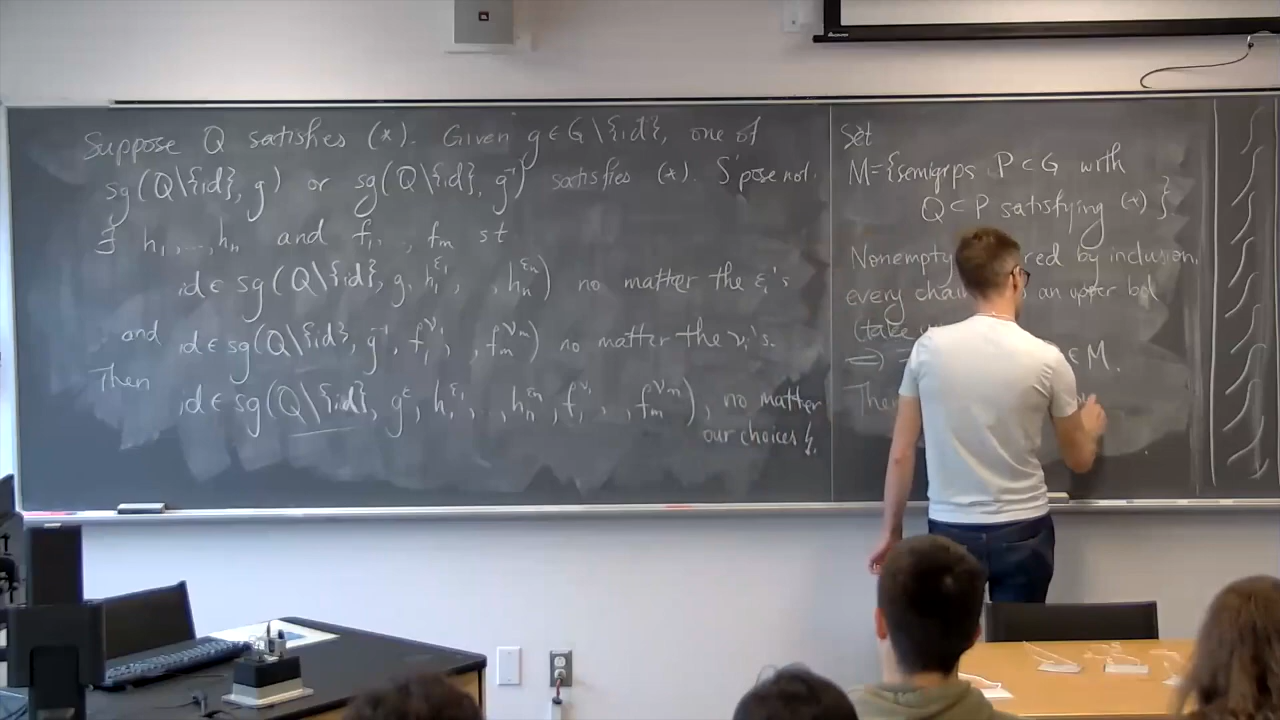 Suppose Q satisfies (*). Given g ∈ G \ {id}, one of
sg(Q\{id}, g) or sg(Q\{id}, g⁻¹) satisfies (*). S'pose not.
∃ h₁, ..., hₙ and f₁, .., fₘ st
id ∈ sg(Q\{id}, g, h₁^ε₁, .., hₙ^εₙ) no matter the εᵢ's
and id ∈ sg(Q\{id}, g⁻¹, f₁^ν₁, .., fₘ^νₘ) no matter the νᵢ's.
Then
id ∈ sg(Q\{id}, g^ε, h₁^ε₁, .., hₙ^εₙ, f₁^ν₁, .., fₘ^νₘ), no matter
our choices ↯.
Set
M = {semigrps P ⊂ G with
Q ⊂ P satisfying (*)}
Nonempty, by inclusion,
every an upper bd
(take
⇒ ∈ M.